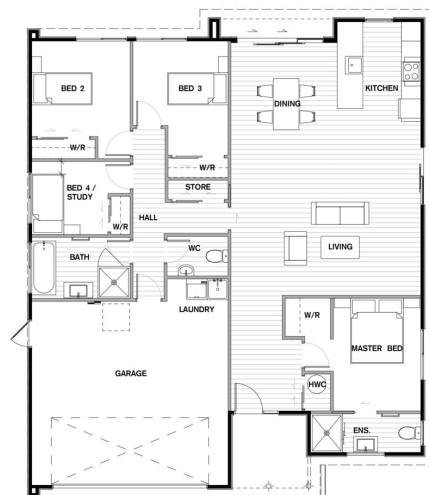 BED 2
BED 3
KITCHEN
DINING
W/R
W/R
BED 4 /
STUDY
STORE
W/R
HALL
WC
LIVING
BATH
LAUNDRY
W/R
MASTER BED
GARAGE
HWC
ENS.